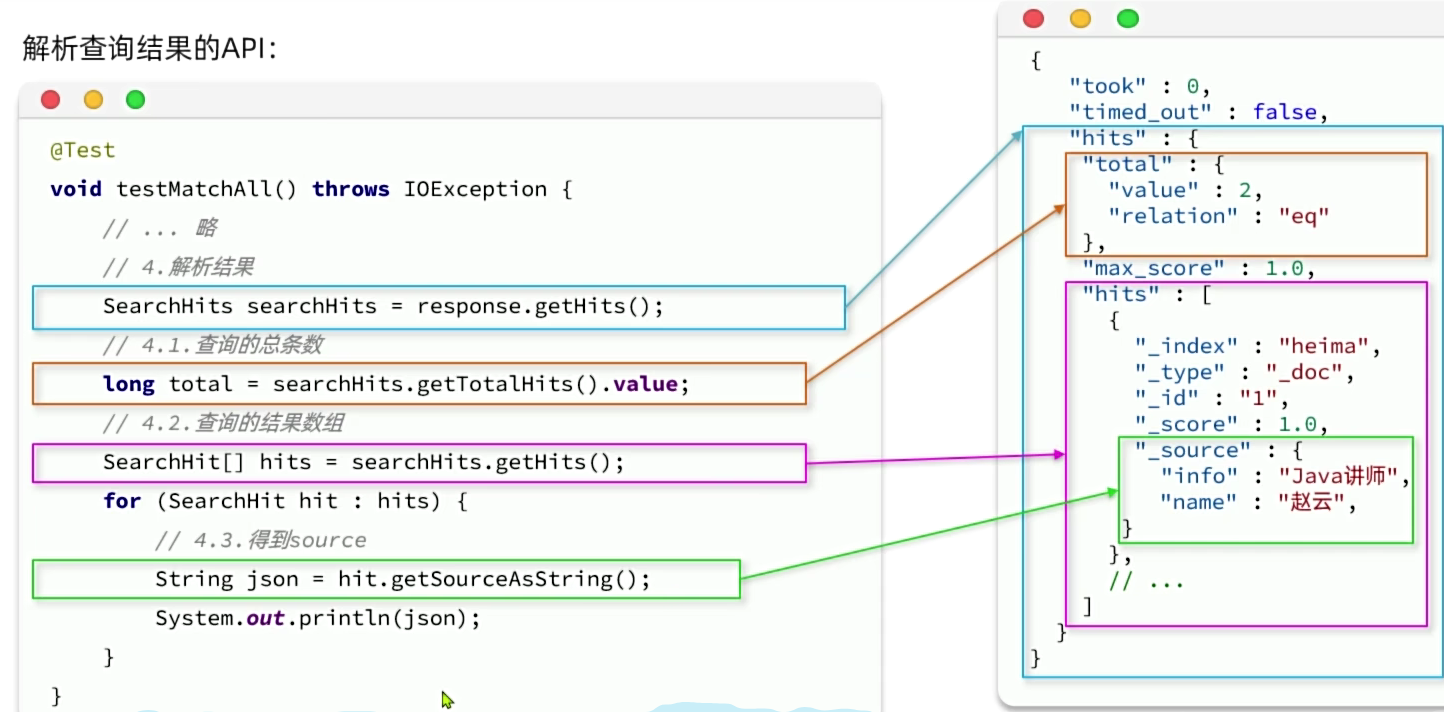 解析查询结果的API：
@Test
void testMatchAll() throws IOException {
// ... 略
// 4.解析结果
SearchHits searchHits = response.getHits();
// 4.1.查询的总条数
long total = searchHits.getTotalHits().value;
// 4.2.查询的结果数组
SearchHit[] hits = searchHits.getHits();
for (SearchHit hit : hits) {
// 4.3.得到source
String json = hit.getSourceAsString();
System.out.println(json);
}
}
{
"took" : 0,
"timed_out" : false,
"hits" : {
"total" : {
"value" : 2,
"relation" : "eq"
},
"max_score" : 1.0,
"hits" : [
{
"_index" : "heima",
"_type" : "_doc",
"_id" : "1",
"_score" : 1.0,
"_source" : {
"info" : "Java讲师",
"name" : "赵云",
}
},
// ...
]
}
}